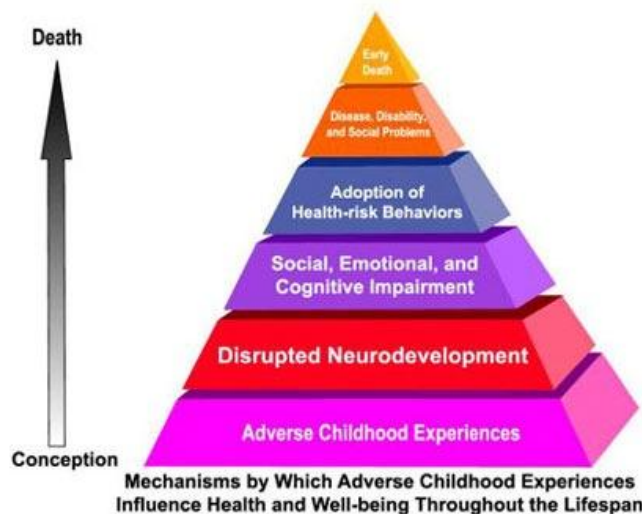 Death
Early
Death
Disease, Disability,
and Social Problems
Adoption of
Health-risk Behaviors
Social, Emotional, and
Cognitive Impairment
Disrupted Neurodevelopment
Adverse Childhood Experiences
Conception
Mechanisms by Which Adverse Childhood Experiences
Influence Health and Well-being Throughout the Lifespan